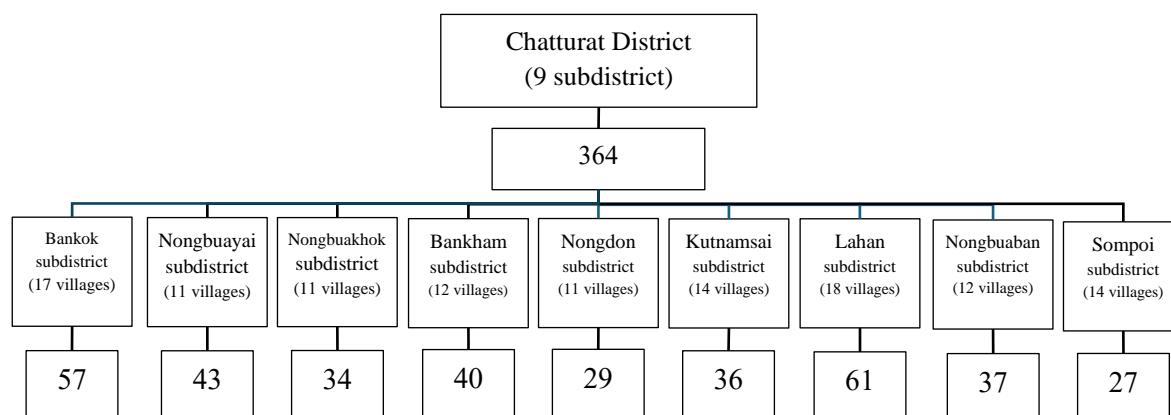 Chatturat District
(9 subdistrict)
364
Bankok
subdistrict
(17 villages)
Nongbuayai
subdistrict
(11 villages)
Nongbuakhok
subdistrict
(11 villages)
Bankham
subdistrict
(12 villages)
Nongdon
subdistrict
(11 villages)
Kutnamsai
subdistrict
(14 villages)
Lahan
subdistrict
(18 villages)
Nongbuaban
subdistrict
(12 villages)
Sompoi
subdistrict
(14 villages)
57
43
34
40
29
36
61
37
27